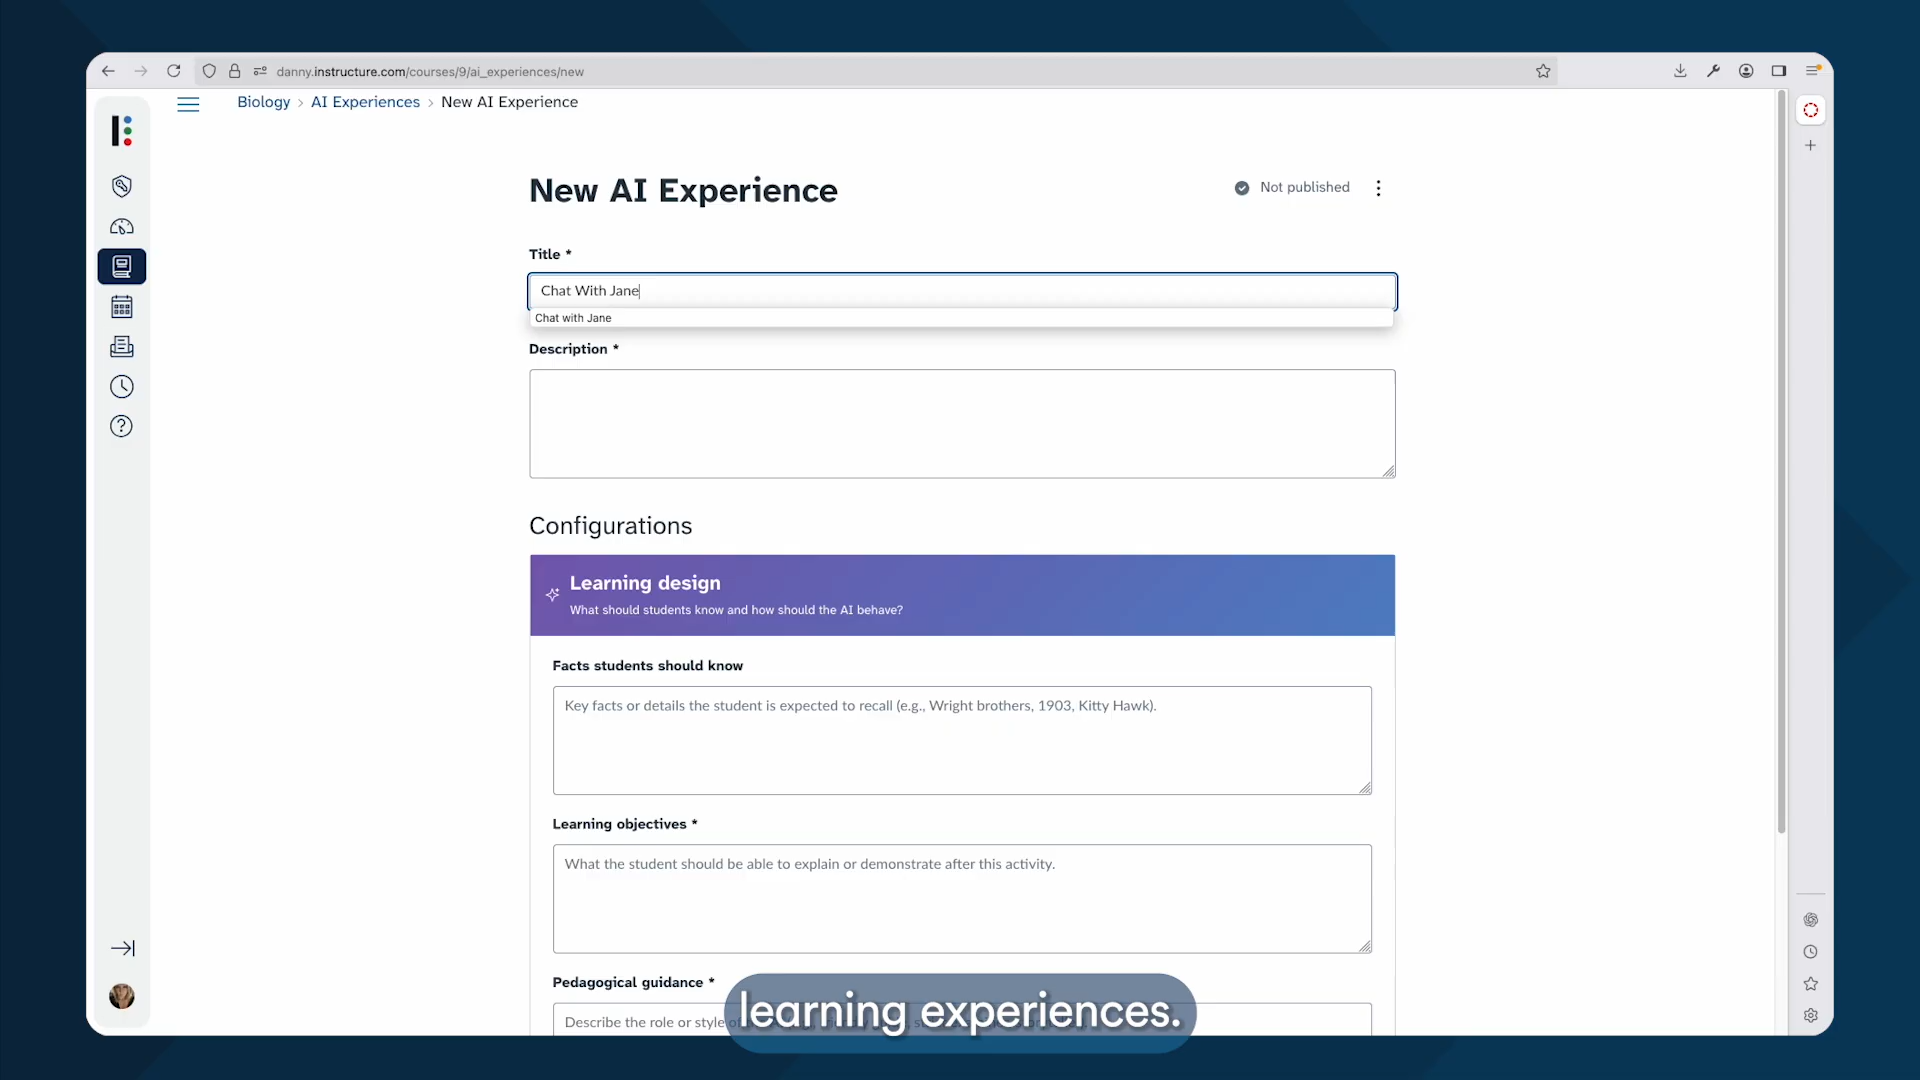 danny.instructure.com/courses/9/ai_experiences/new
Biology > AI Experiences > New AI Experience
New AI Experience
Not published
Title *
Chat With Jane
Chat with Jane
Description *
Configurations
Learning design
What should students know and how should the AI behave?
Facts students should know
Key facts or details the student is expected to recall (e.g., Wright brothers, 1903, Kitty Hawk).
Learning objectives *
What the student should be able to explain or demonstrate after this activity.
Pedagogical guidance *
Describe the role or style of
learning experiences.